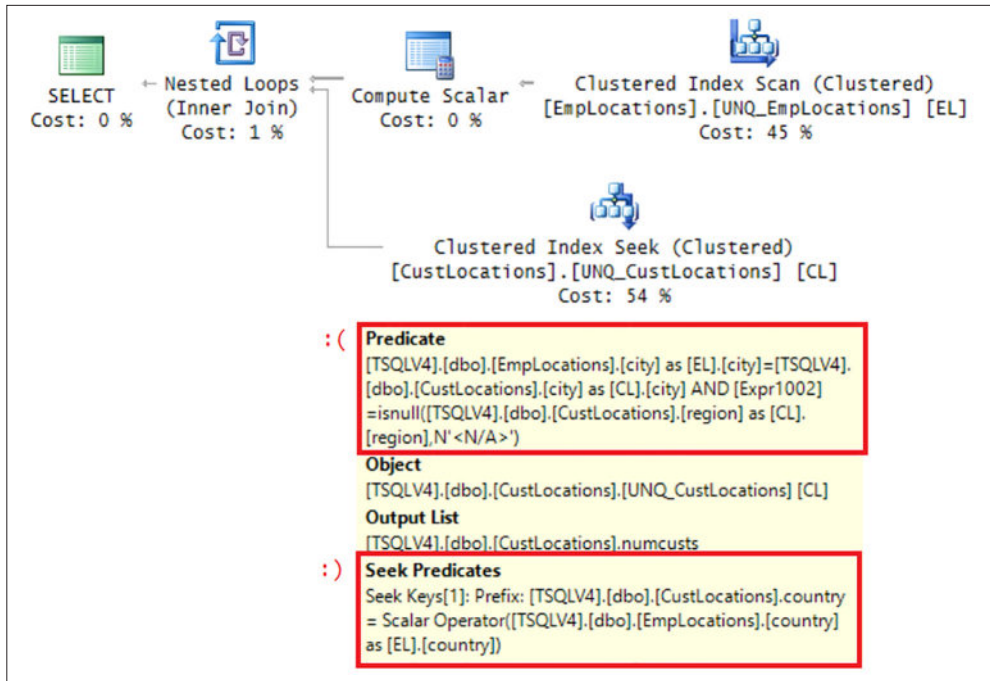 SELECT
Cost: 0 %
Nested Loops
(Inner Join)
Cost: 1 %
Compute Scalar
Cost: 0 %
Clustered Index Scan (Clustered)
[EmpLocations].[UNQ_EmpLocations] [EL]
Cost: 45 %
Clustered Index Seek (Clustered)
[CustLocations].[UNQ_CustLocations] [CL]
Cost: 54 %
:(
Predicate
[TSQLV4].[dbo].[EmpLocations].[city] as [EL].[city]=[TSQLV4].
[dbo].[CustLocations].[city] as [CL].[city] AND [Expr1002]
=isnull([TSQLV4].[dbo].[CustLocations].[region] as [CL].
[region],N'<N/A>')
Object
[TSQLV4].[dbo].[CustLocations].[UNQ_CustLocations] [CL]
Output List
[TSQLV4].[dbo].[CustLocations].numcusts
:)
Seek Predicates
Seek Keys[1]: Prefix: [TSQLV4].[dbo].[CustLocations].country
= Scalar Operator([TSQLV4].[dbo].[EmpLocations].[country]
as [EL].[country])